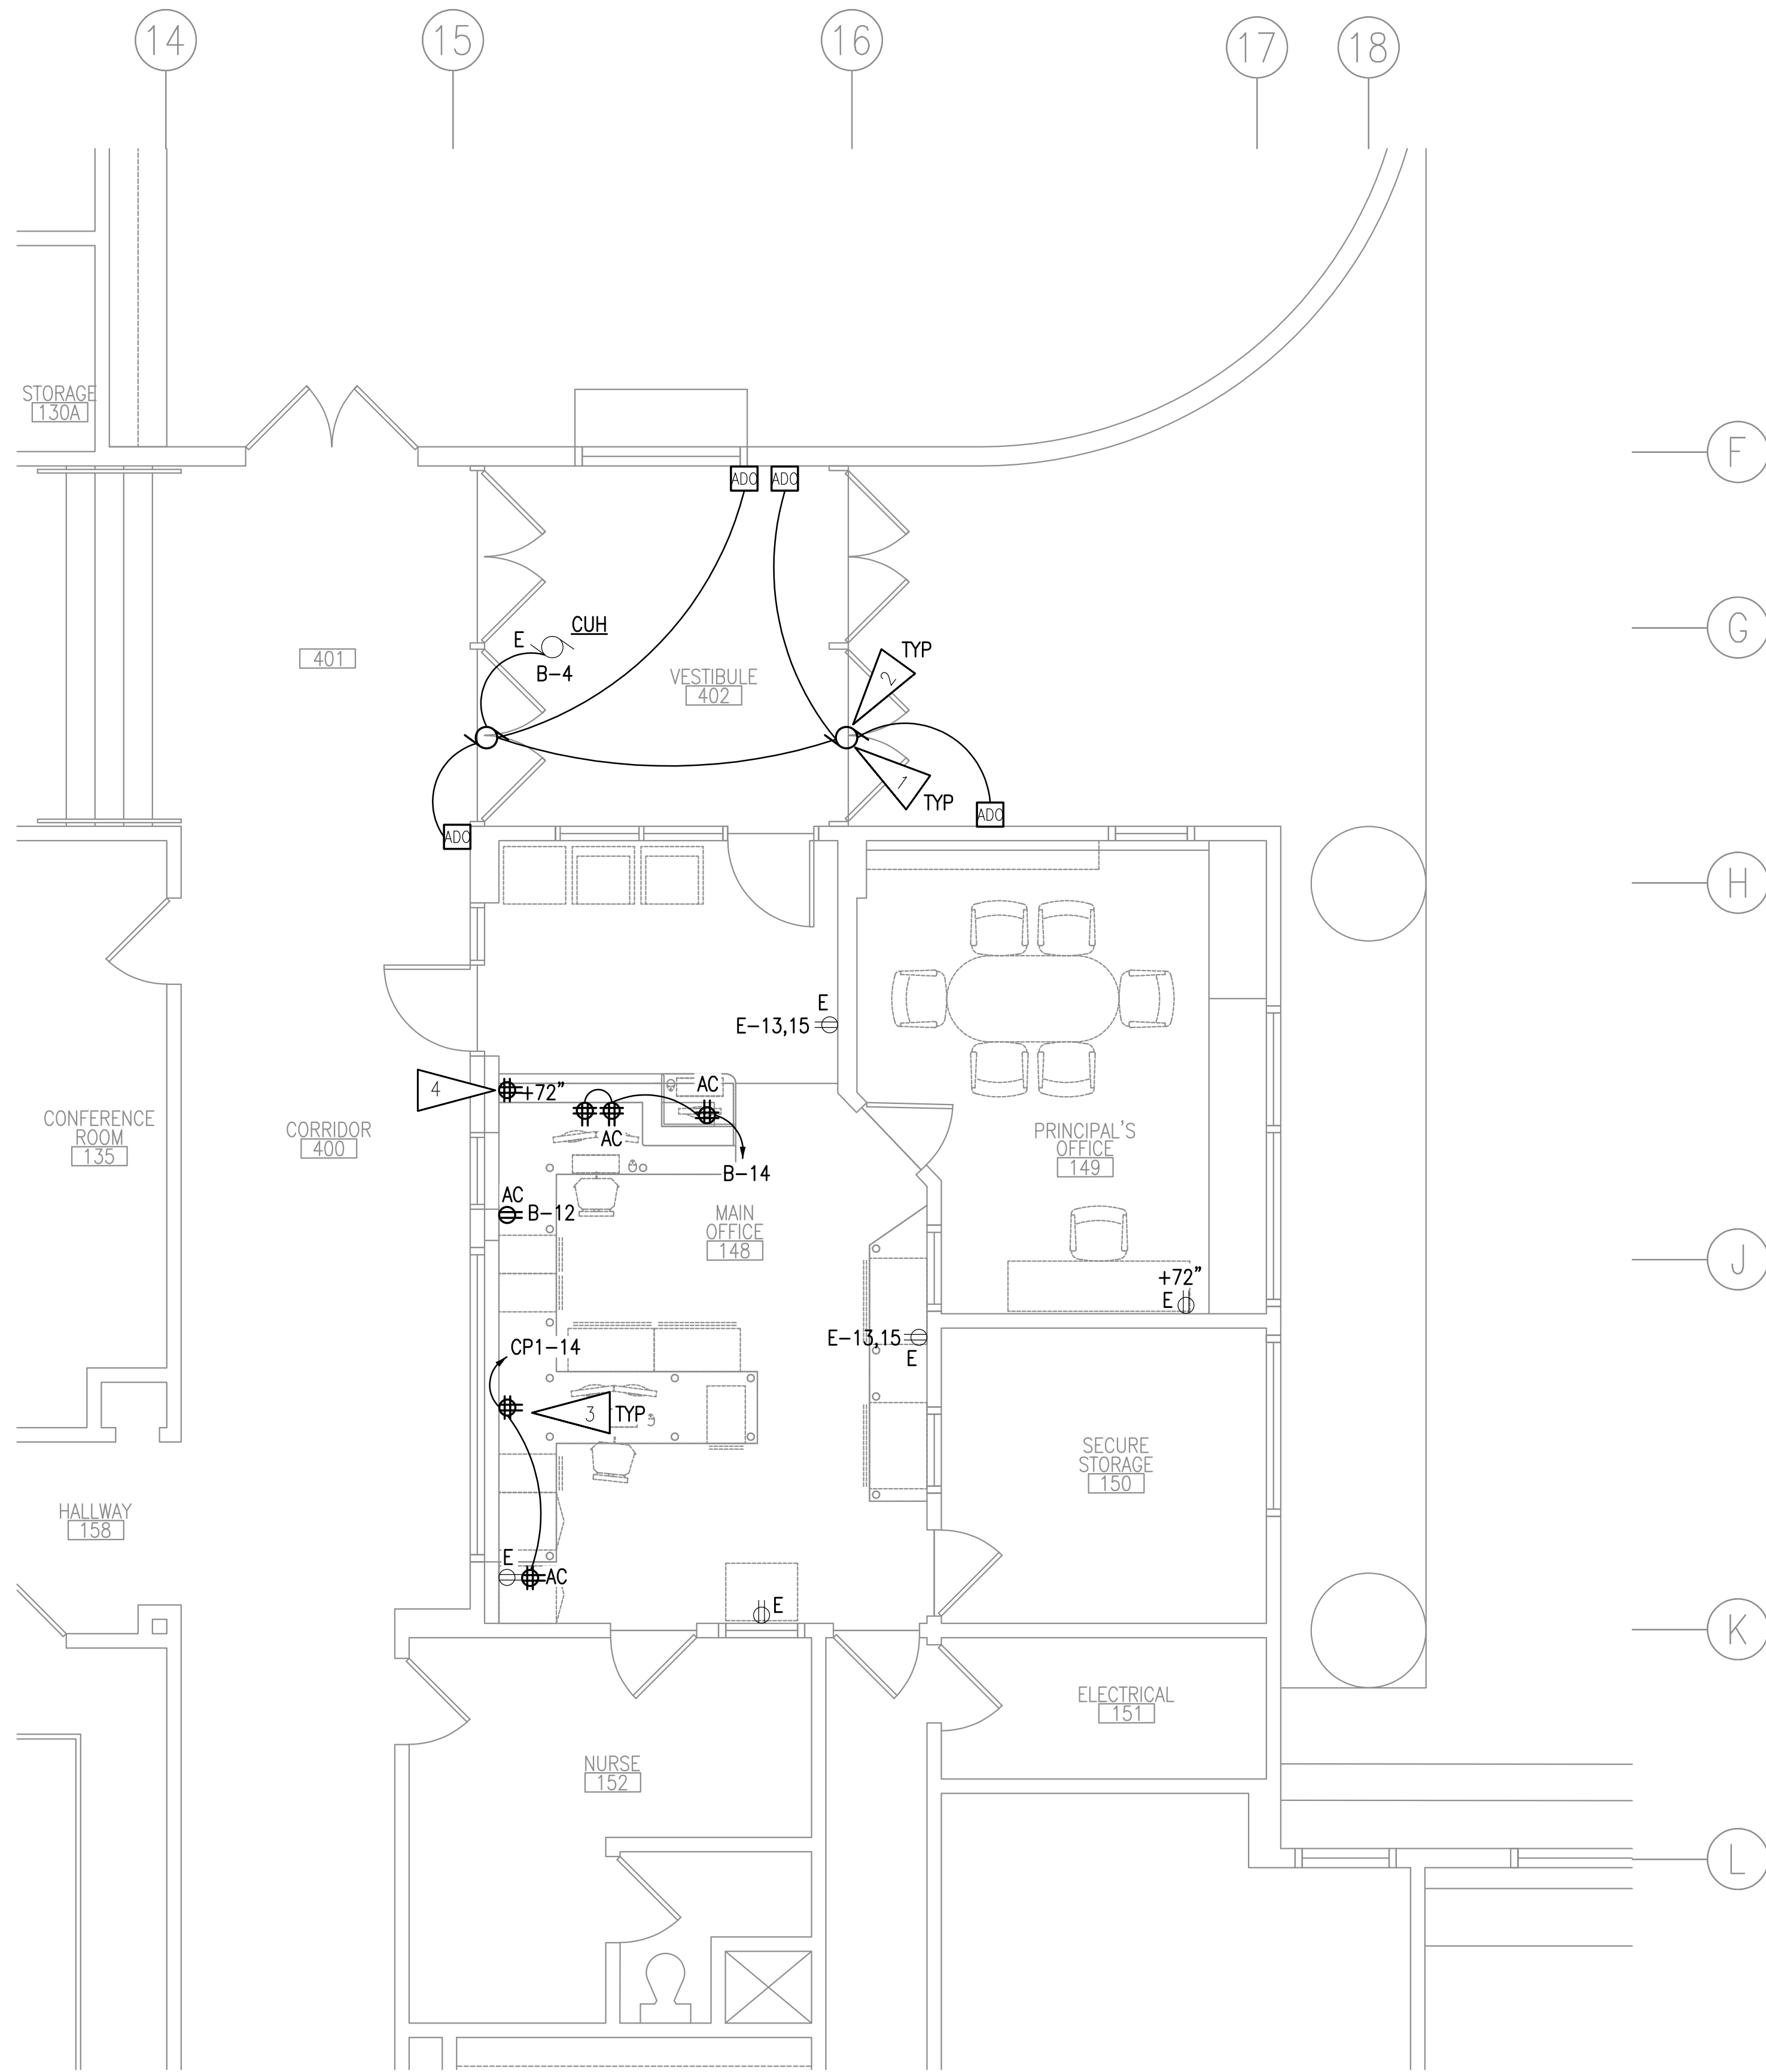 14
15
16
17
18
STORAGE
130A
F
ADO
ADO
CUH
E
B-4
G
TYP
2
401
VESTIBULE
402
1
TYP
ADO
ADO
H
E
E-13,15
4
+72"
AC
AC
CONFERENCE
ROOM
135
CORRIDOR
400
PRINCIPAL'S
OFFICE
149
B-14
AC
B-12
MAIN
OFFICE
148
J
+72"
E
E-13,15
E
CP1-14
3
TYP
SECURE
STORAGE
150
HALLWAY
158
E
AC
E
K
ELECTRICAL
151
NURSE
152
L